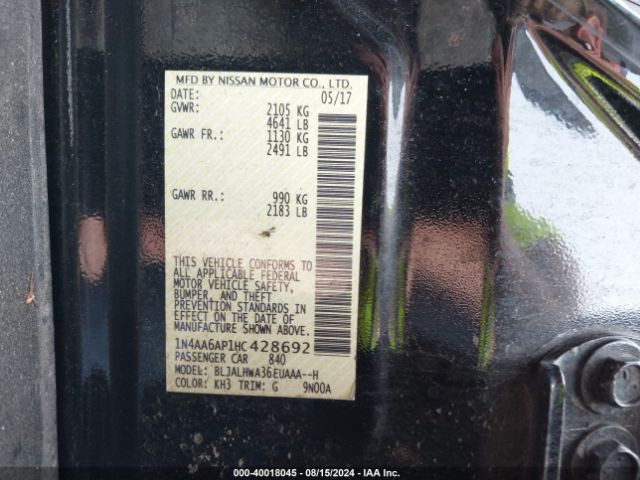 MFD BY NISSAN MOTOR CO., LTD.
DATE: 05/17
GVWR: 2105 KG
4641 LB
GAWR FR.: 1130 KG
2491 LB
GAWR RR.: 990 KG
2183 LB
THIS VEHICLE CONFORMS TO
ALL APPLICABLE FEDERAL
MOTOR VEHICLE SAFETY,
BUMPER, AND THEFT
PREVENTION STANDARDS IN
EFFECT ON THE DATE OF
MANUFACTURE SHOWN ABOVE.
1N4AA6AP1HC428692
PASSENGER CAR 840
MODEL: BLJALHWA36EUAAA--H
COLOR: KH3 TRIM: G 9N00A
000-40018045 - 08/15/2024 - IAA Inc.